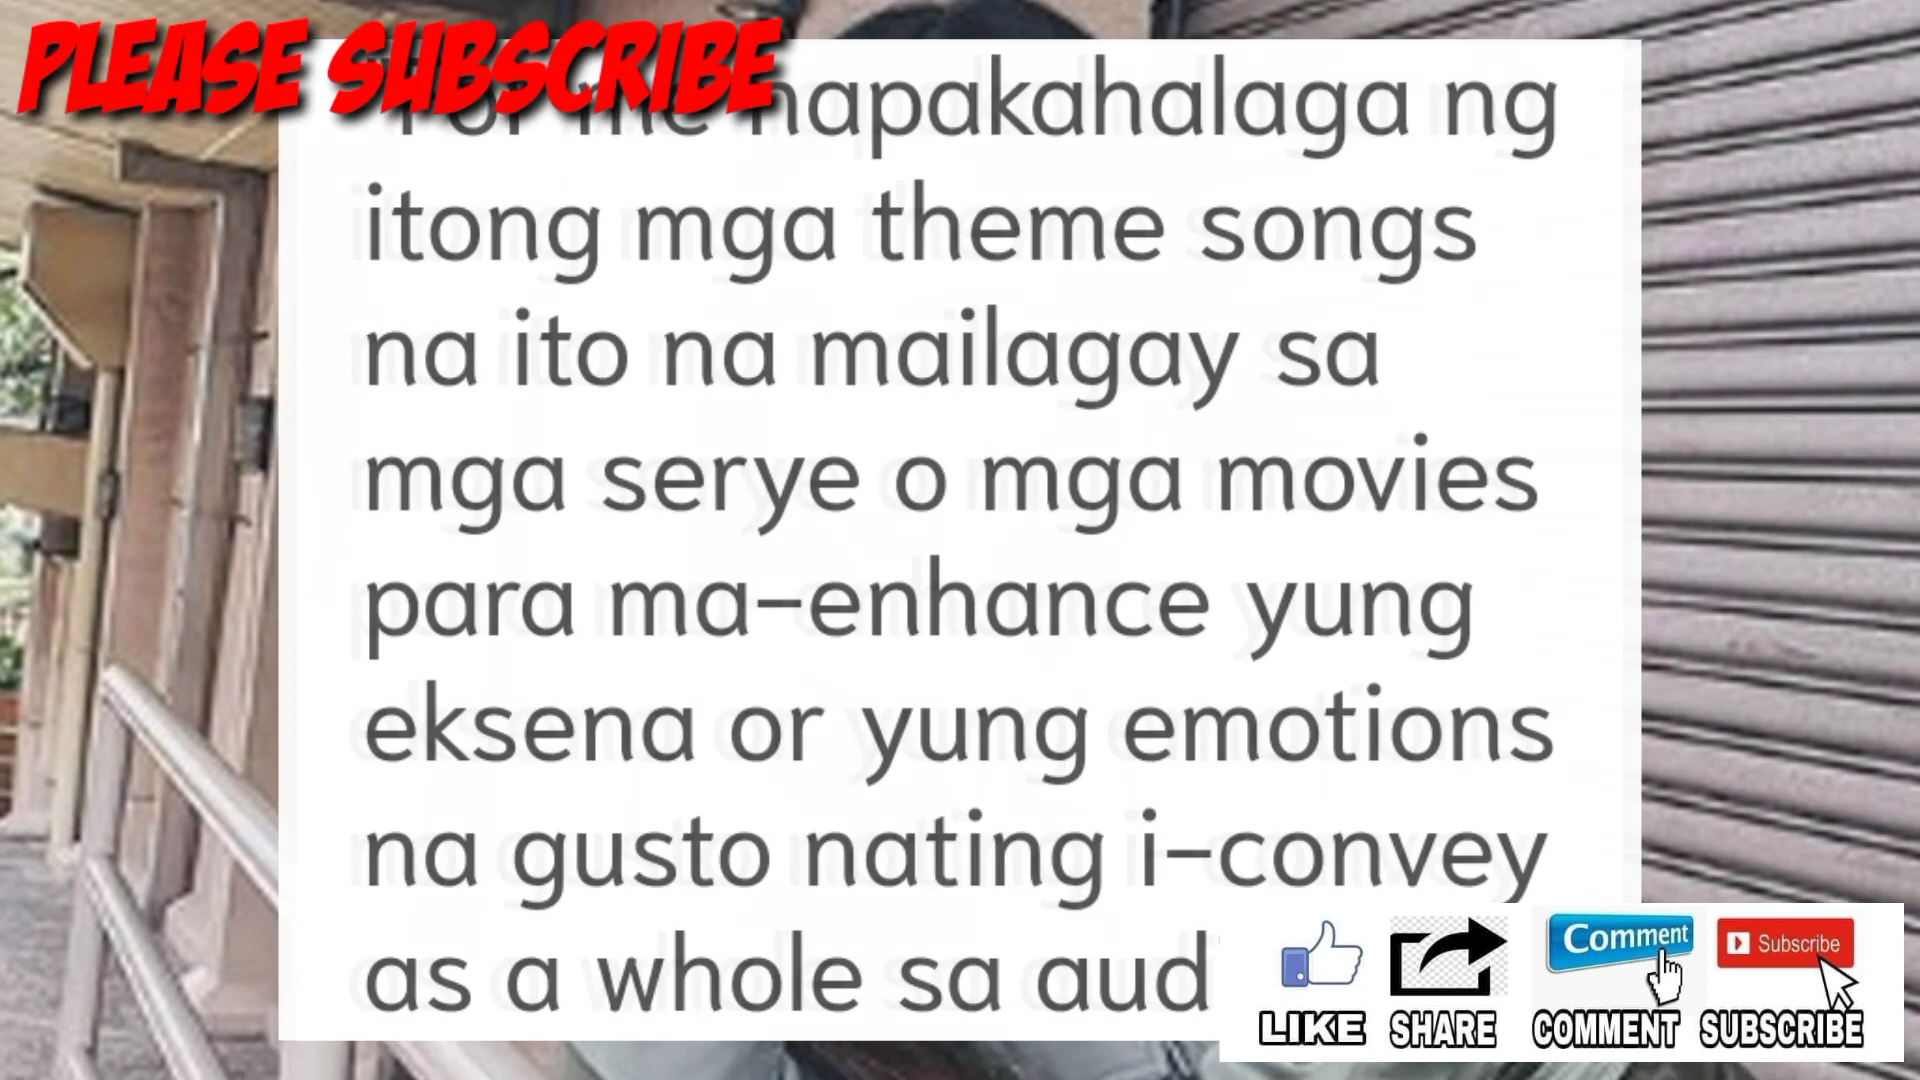 PLEASE SUBSCRIBE
"For me napakahalaga ng
itong mga theme songs
na ito na mailagay sa
mga serye o mga movies
para ma-enhance yung
eksena or yung emotions
na gusto nating i-convey
as a whole sa aud
Comment
Subscribe
LIKE SHARE COMMENT SUBSCRIBE